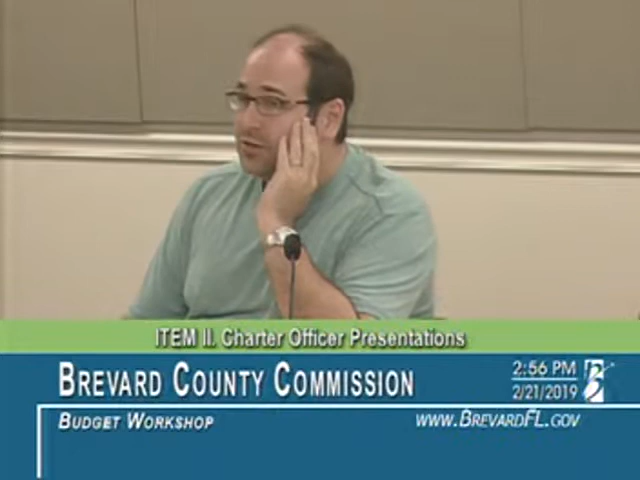 ITEM II. Charter Officer Presentations
BREVARD COUNTY COMMISSION
2:56 PM
2/21/2019
BUDGET WORKSHOP
www.BREVARDFL.GOV